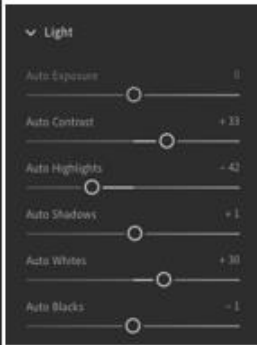 Light
Auto Exposure 0
Auto Contrast + 33
Auto Highlights - 42
Auto Shadows + 1
Auto Whites + 30
Auto Blacks - 1